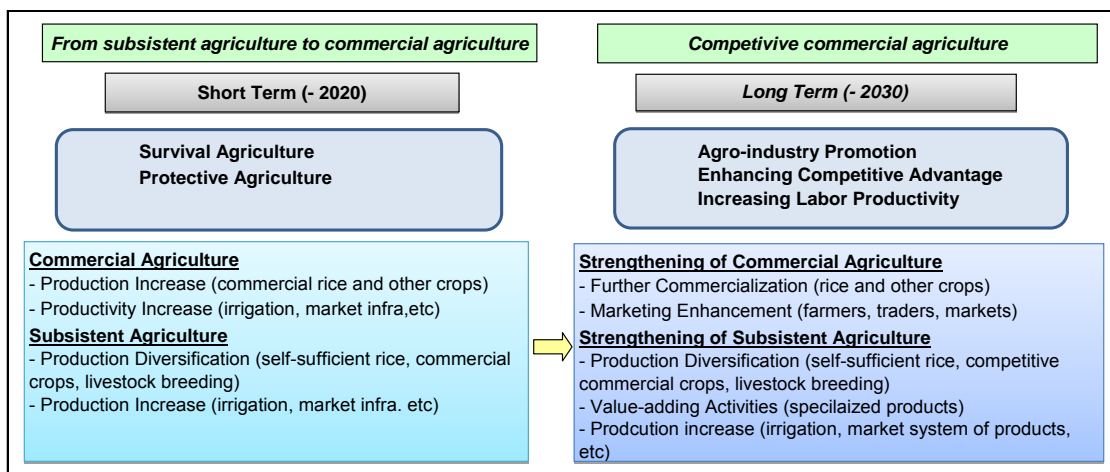 From subsistent agriculture to commercial agriculture
Short Term (- 2020)
Survival Agriculture
Protective Agriculture
Commercial Agriculture
- Production Increase (commercial rice and other crops)
- Productivity Increase (irrigation, market infra,etc)
Subsistent Agriculture
- Production Diversification (self-sufficient rice, commercial
crops, livestock breeding)
- Production Increase (irrigation, market infra. etc)
Competivive commercial agriculture
Long Term (- 2030)
Agro-industry Promotion
Enhancing Competitive Advantage
Increasing Labor Productivity
Strengthening of Commercial Agriculture
- Further Commercialization (rice and other crops)
- Marketing Enhancement (farmers, traders, markets)
Strengthening of Subsistent Agriculture
- Production Diversification (self-sufficient rice, competitive
commercial crops, livestock breeding)
- Value-adding Activities (specilaized products)
- Prodcution increase (irrigation, market system of products,
etc)